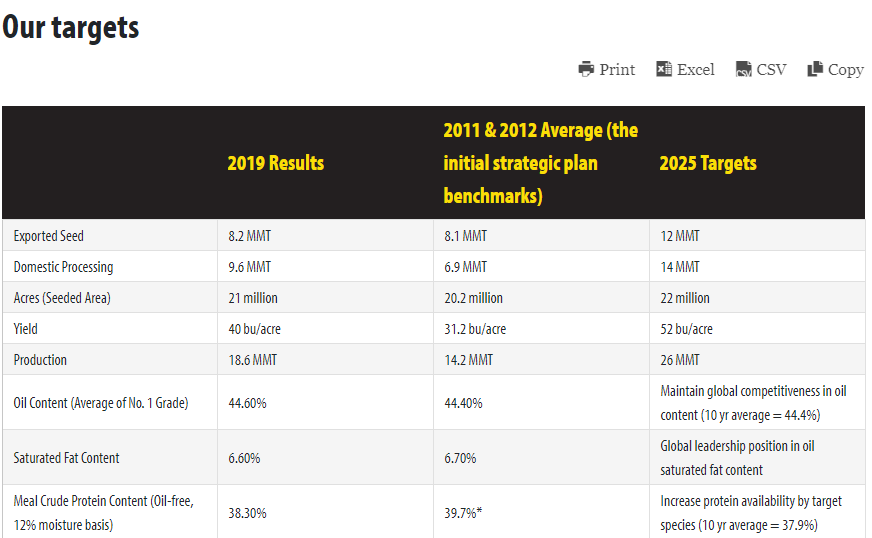 Our targets
Print Excel CSV Copy
2019 Results 2011 & 2012 Average (the initial strategic plan benchmarks) 2025 Targets
Exported Seed 8.2 MMT 8.1 MMT 12 MMT
Domestic Processing 9.6 MMT 6.9 MMT 14 MMT
Acres (Seeded Area) 21 million 20.2 million 22 million
Yield 40 bu/acre 31.2 bu/acre 52 bu/acre
Production 18.6 MMT 14.2 MMT 26 MMT
Oil Content (Average of No. 1 Grade) 44.60% 44.40% Maintain global competitiveness in oil content (10 yr average = 44.4%)
Saturated Fat Content 6.60% 6.70% Global leadership position in oil saturated fat content
Meal Crude Protein Content (Oil-free, 12% moisture basis) 38.30% 39.7%* Increase protein availability by target species (10 yr average = 37.9%)